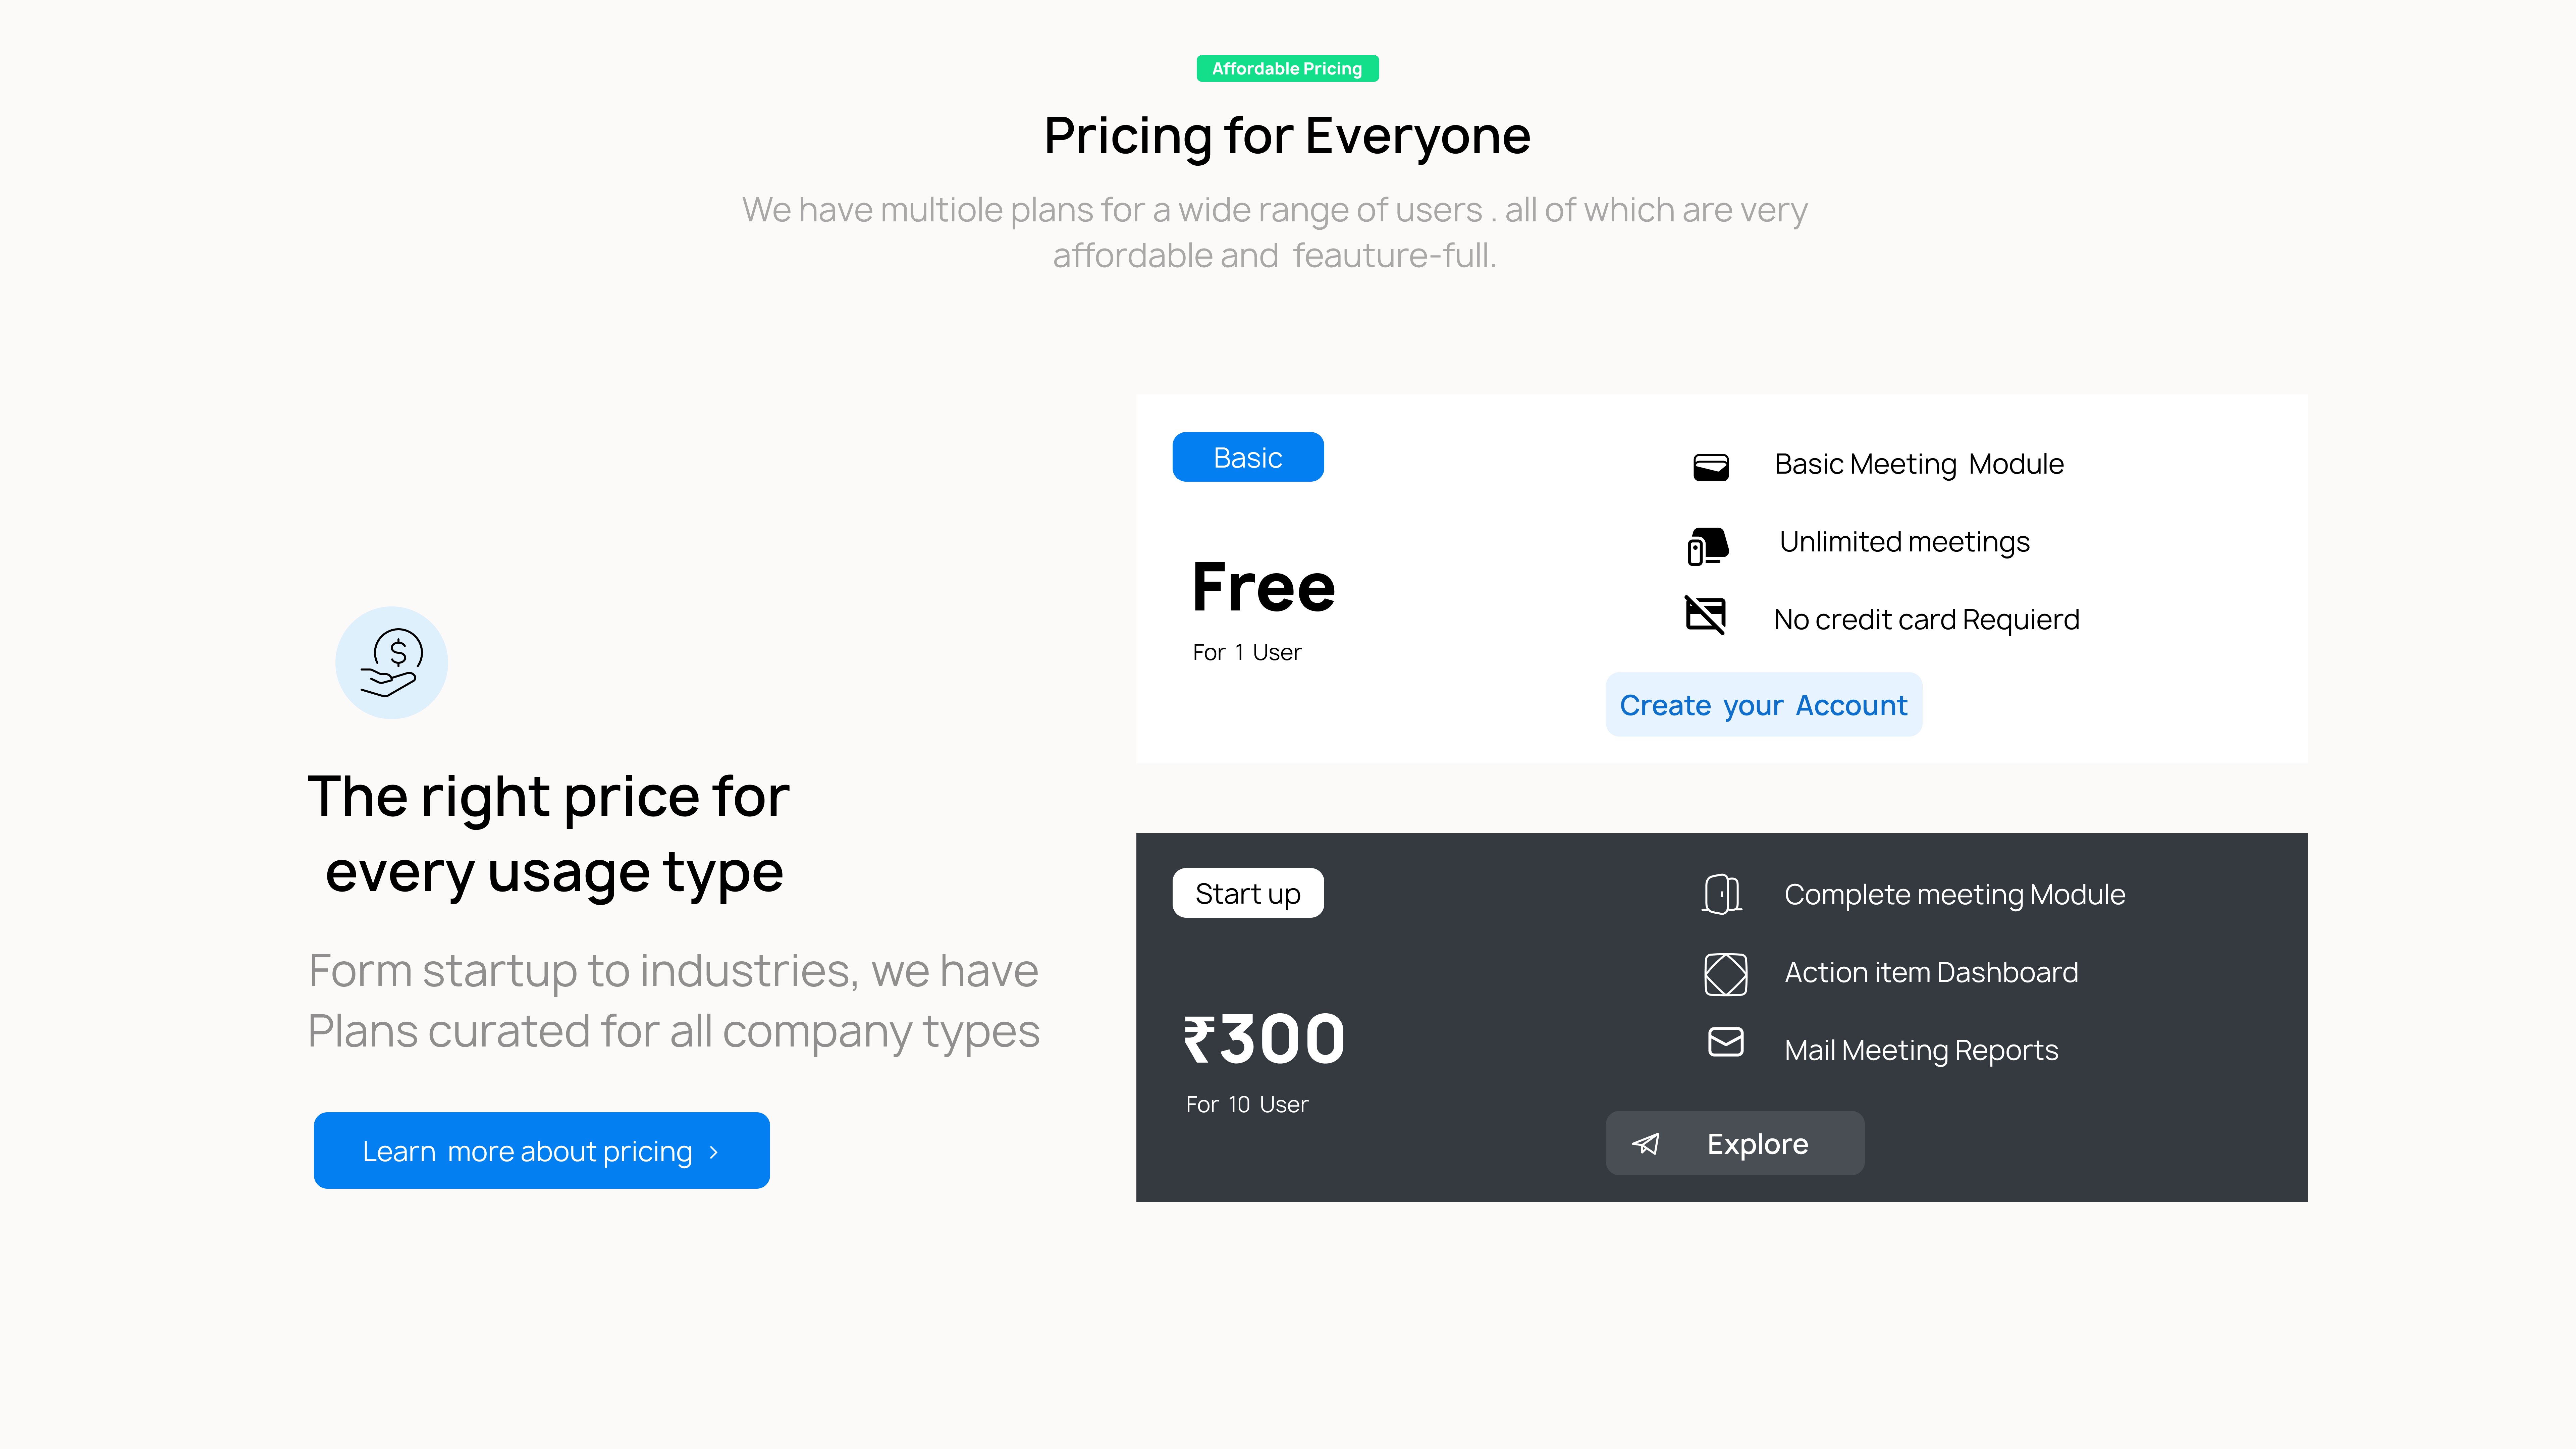 Affordable Pricing
Pricing for Everyone
We have multiole plans for a wide range of users . all of which are very
affordable and feauture-full.
The right price for
every usage type
Form startup to industries, we have
Plans curated for all company types
Learn more about pricing >
Basic
Free
For 1 User
Basic Meeting Module
Unlimited meetings
No credit card Requierd
Create your Account
Start up
₹300
For 10 User
Complete meeting Module
Action item Dashboard
Mail Meeting Reports
Explore